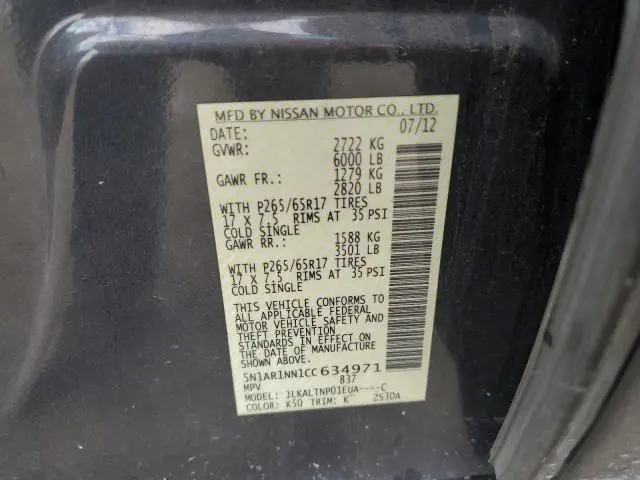 MFD BY NISSAN MOTOR CO., LTD.
DATE: 07/12
GVWR: 2722 KG
6000 LB
GAWR FR.: 1279 KG
2820 LB
WITH P265/65R17 TIRES
17 X 7.5 RIMS AT 35 PSI
COLD SINGLE
GAWR RR.: 1588 KG
3501 LB
WITH P265/65R17 TIRES
17 X 7.5 RIMS AT 35 PSI
COLD SINGLE
THIS VEHICLE CONFORMS TO
ALL APPLICABLE FEDERAL
MOTOR VEHICLE SAFETY AND
THEFT PREVENTION
STANDARDS IN EFFECT ON
THE DATE OF MANUFACTURE
SHOWN ABOVE.
5N1AR1NN1CC634971
MPV 837
MODEL: JLKALTNP01EUA----C
COLOR: K50 TRIM: K ZS3DA